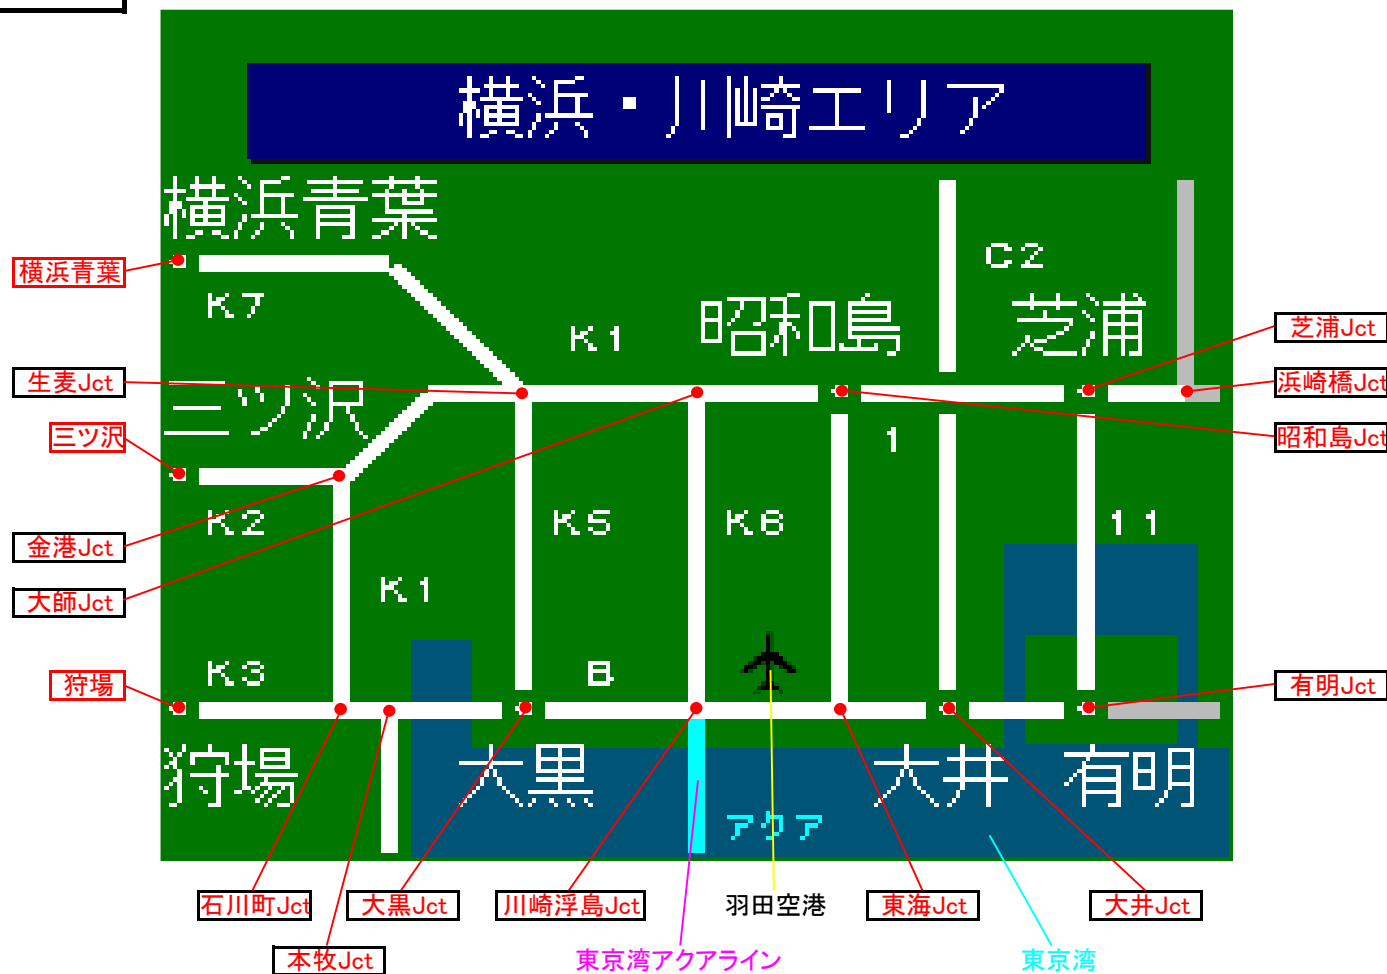 横浜・川崎エリア
横浜青葉
C2
横浜青葉
K7
昭和島
芝浦
芝浦Jct
K1
生麦Jct
浜崎橋Jct
三ツ沢
三ツ沢
1
昭和島Jct
K2
K5
K6
11
金港Jct
大師Jct
K1
狩場
K3
B
有明Jct
狩場
大黒
大井
有明
アクア
石川町Jct
大黒Jct
川崎浮島Jct
羽田空港
東海Jct
大井Jct
本牧Jct
東京湾アクアライン
東京湾